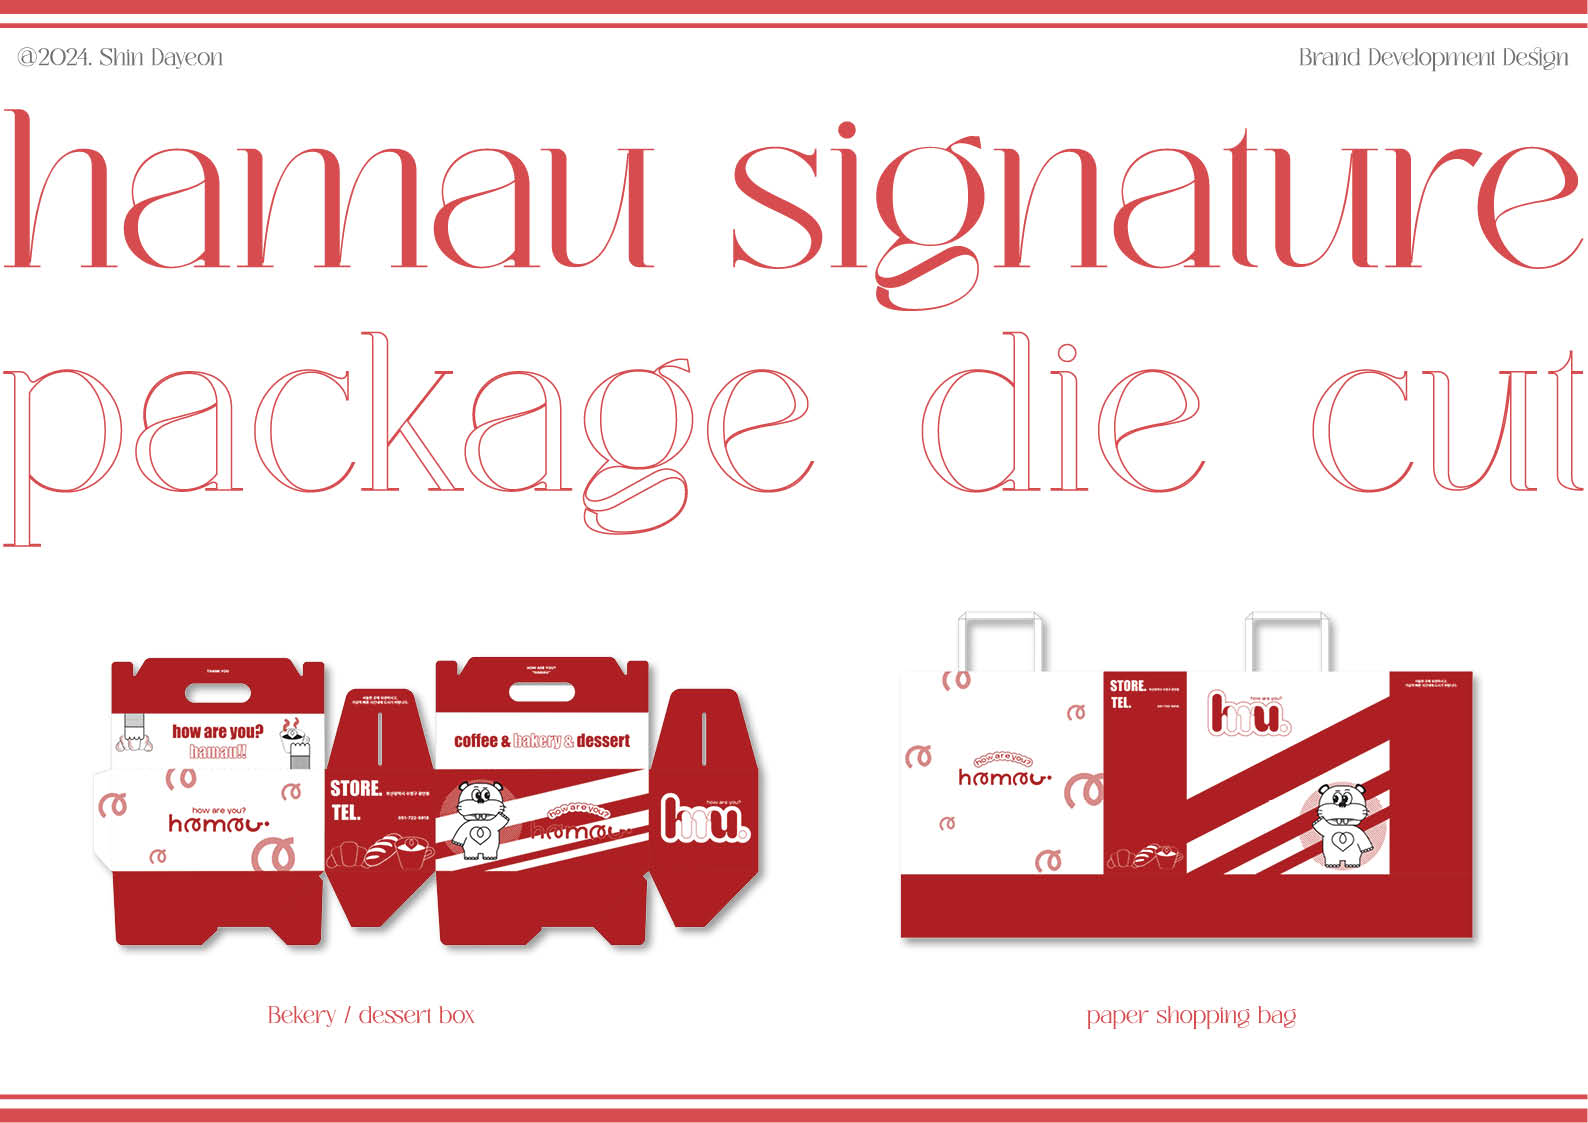 @2024. Shin Dayeon
Brand Development Design
hamau signature
package die cut
THANK YOU
how are you?
hamau!!
how are you?
hamau
STORE.
TEL.
051-722-5915
HOW ARE YOU?
"HAMAU"
coffee & bakery & dessert
how are you?
hamau
how are you?
hmu.
how are you?
hamau
STORE.
TEL.
how are you?
hmu.
Bekery / dessert box
paper shopping bag